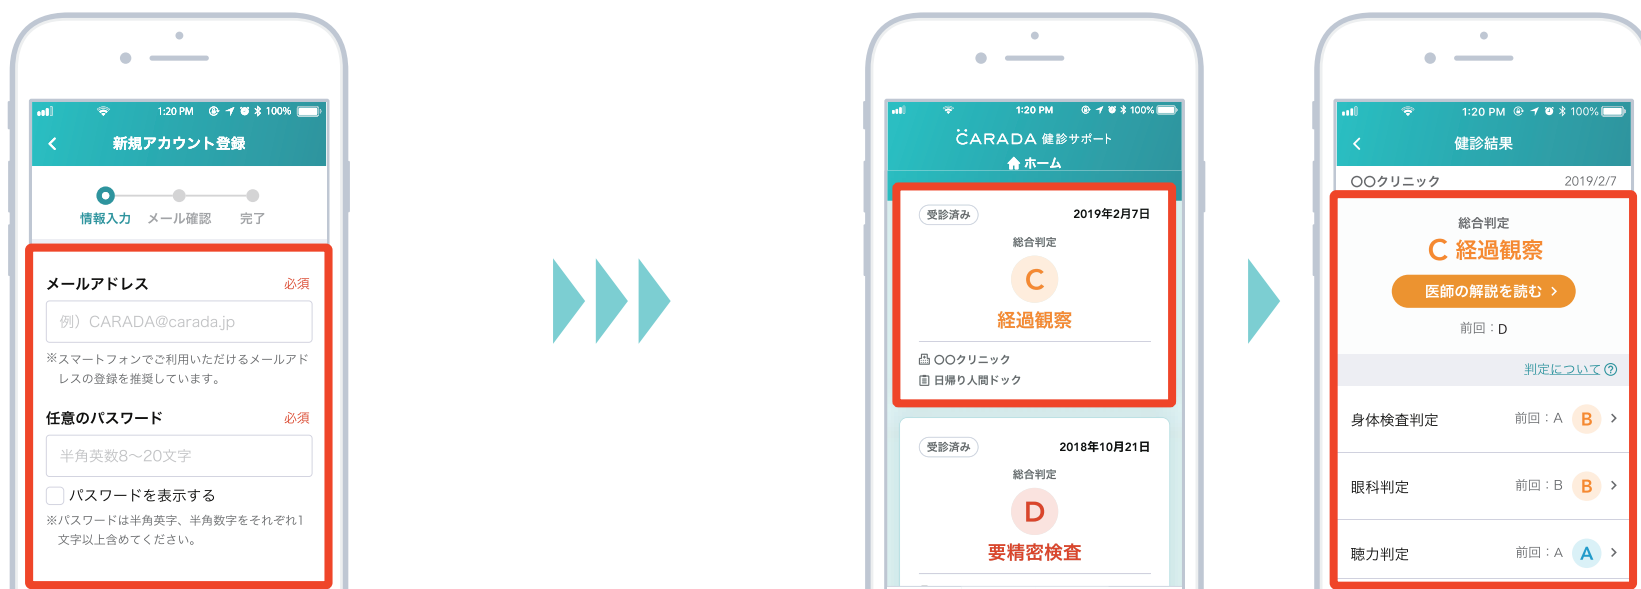 1:20 PM 100%
新規アカウント登録
情報入力 メール確認 完了
メールアドレス 必須
例）CARADA@carada.jp
※スマートフォンでご利用いただけるメールアド
レスの登録を推奨しています。
任意のパスワード 必須
半角英数8〜20文字
パスワードを表示する
※パスワードは半角英字、半角数字をそれぞれ1
文字以上含めてください。
1:20 PM 100%
CARADA 健診サポート
ホーム
受診済み 2019年2月7日
総合判定
C
経過観察
〇〇クリニック
日帰り人間ドック
受診済み 2018年10月21日
総合判定
D
要精密検査
1:20 PM 100%
健診結果
〇〇クリニック 2019/2/7
総合判定
C 経過観察
医師の解説を読む
前回：D
判定について ?
身体検査判定 前回：A B
眼科判定 前回：B B
聴力判定 前回：A A